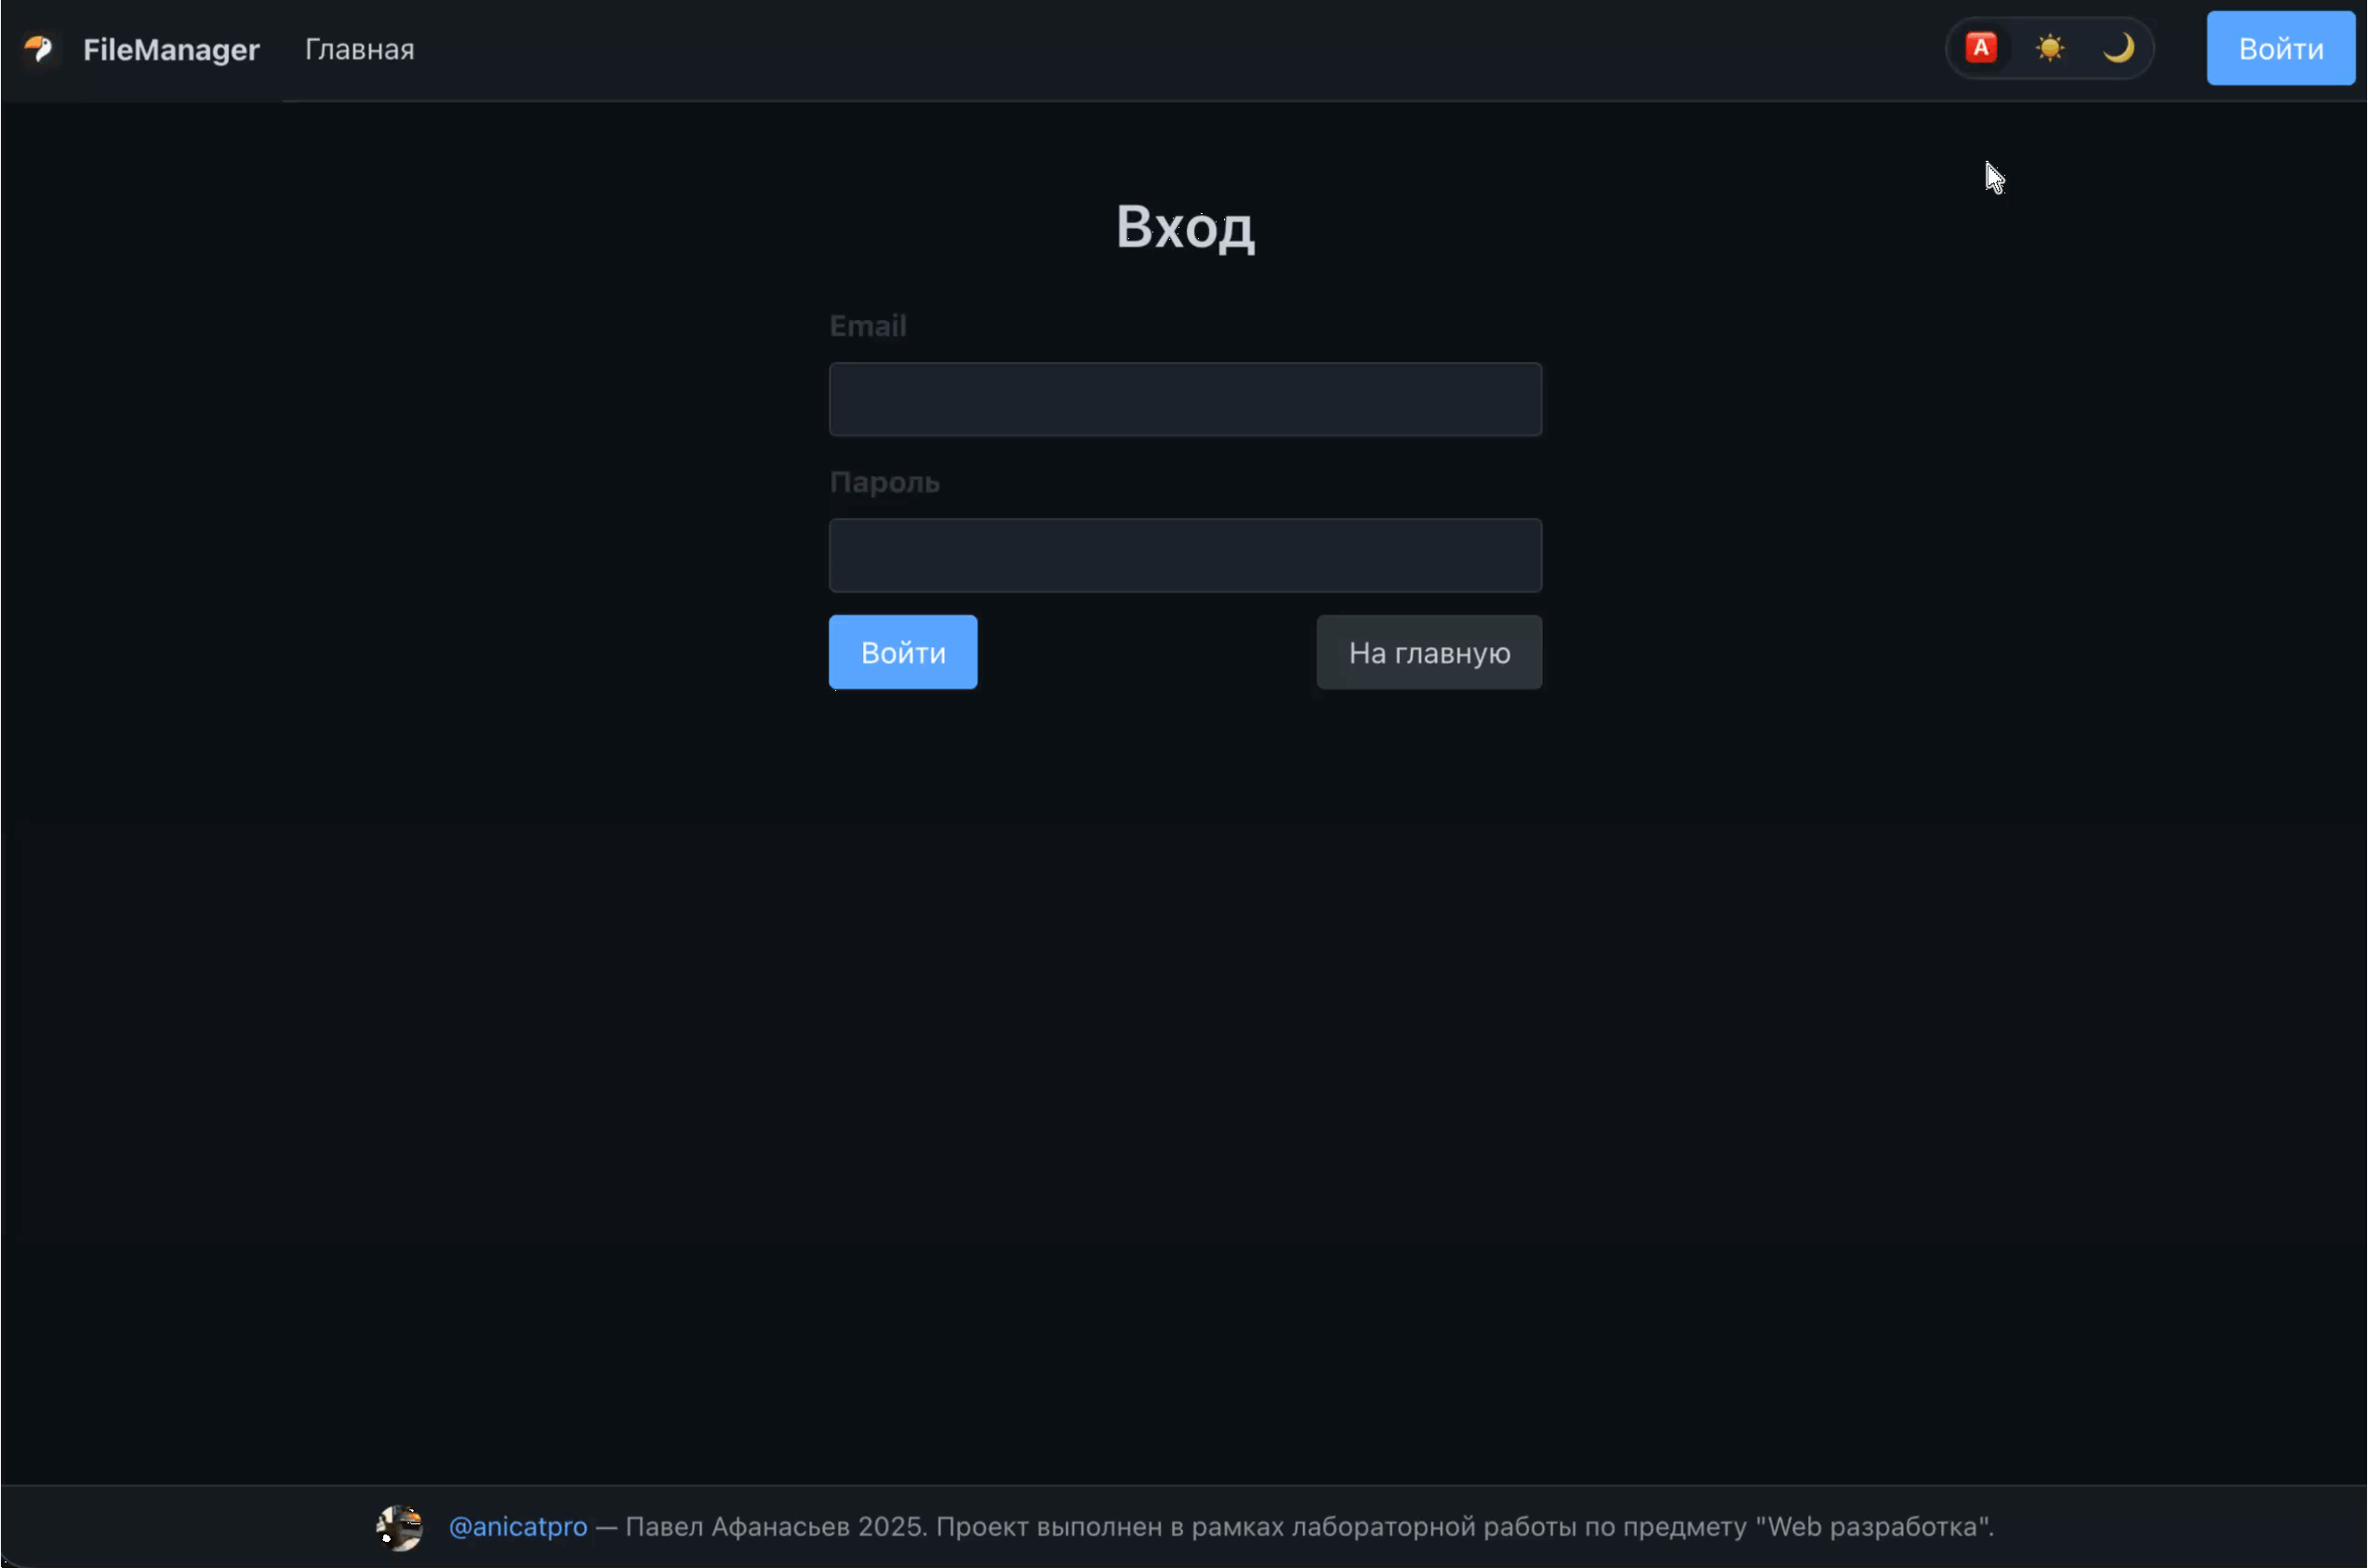 FileManager Главная A Войти
Вход
Email
Пароль
Войти На главную
@anicatpro — Павел Афанасьев 2025. Проект выполнен в рамках лабораторной работы по предмету "Web разработка".